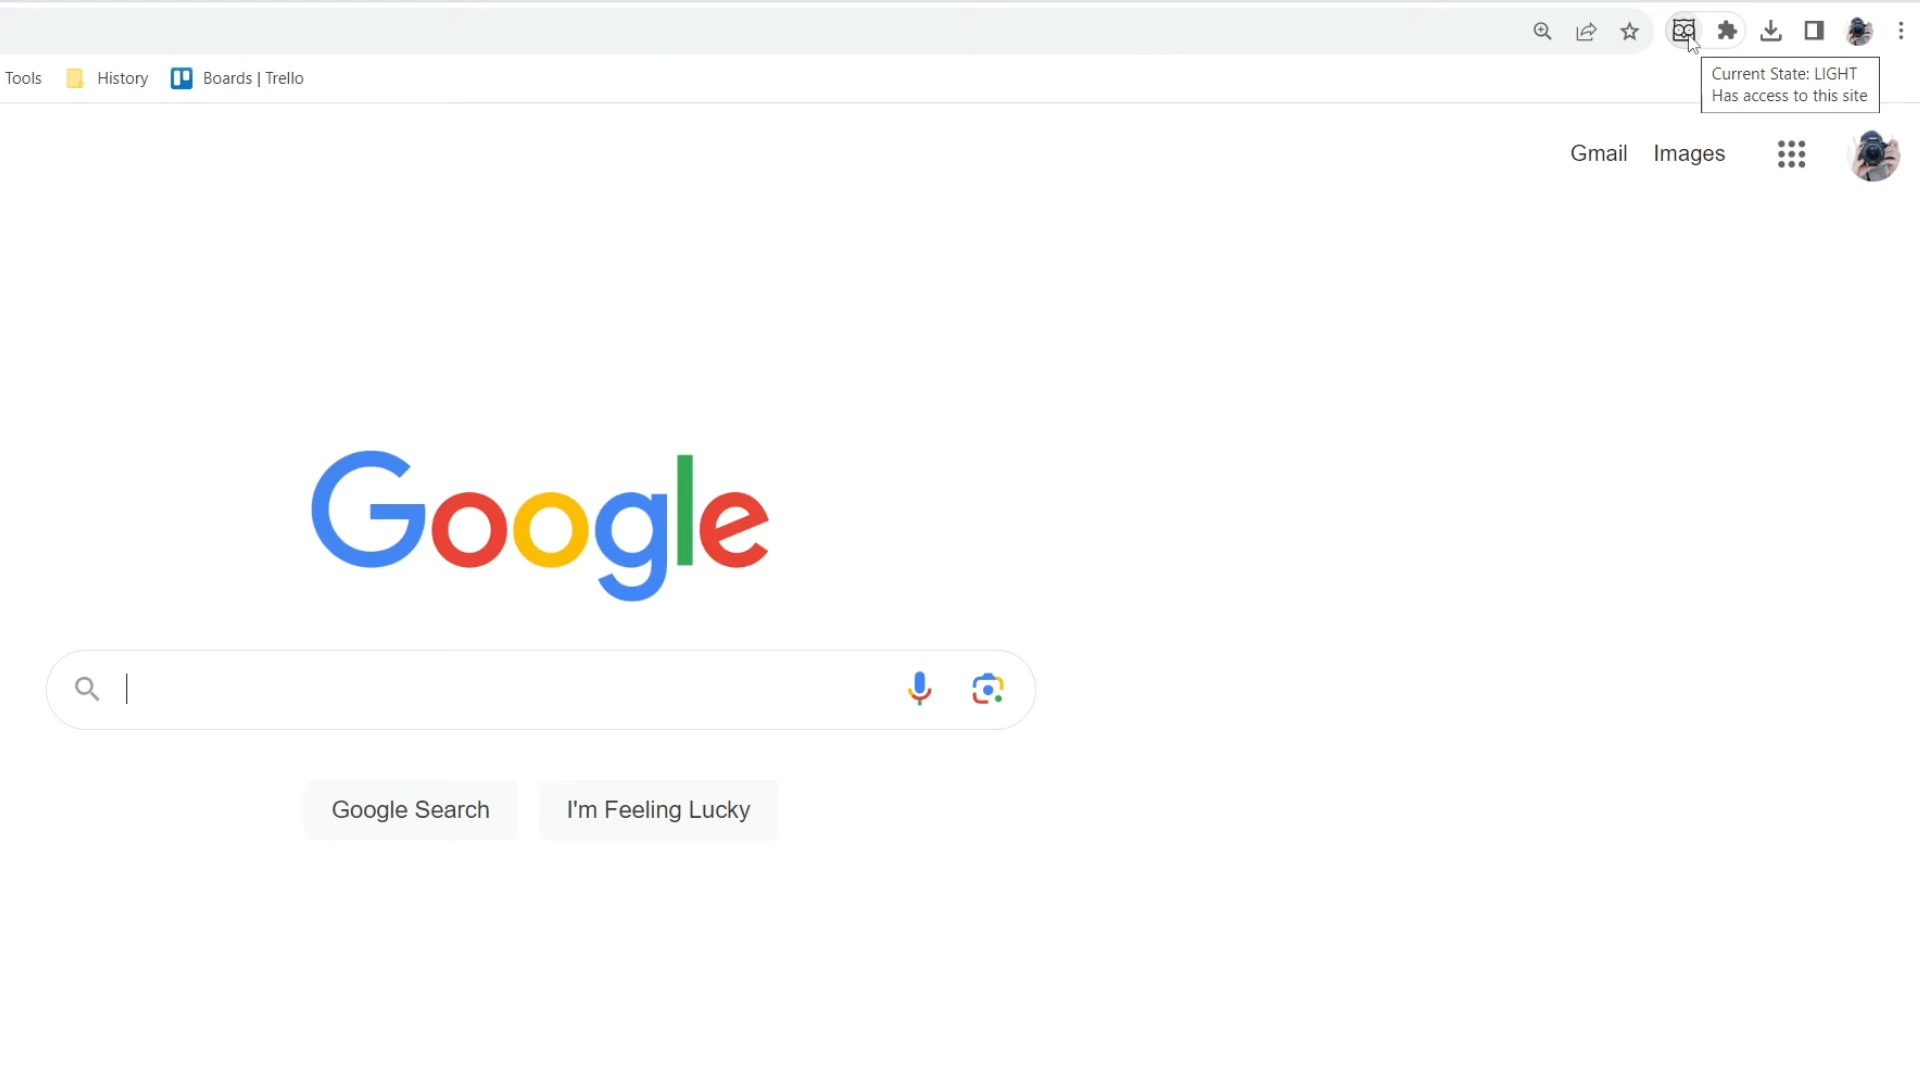 Tools History Boards | Trello
Current State: LIGHT
Has access to this site
Gmail Images
Google
Google Search I'm Feeling Lucky